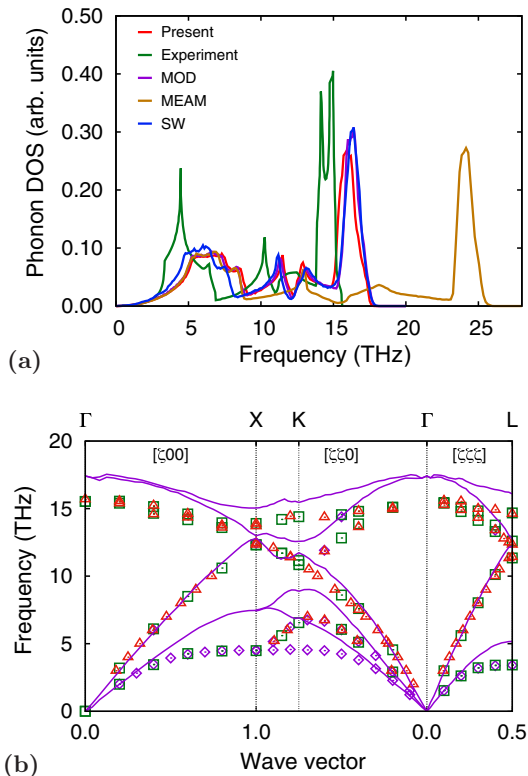 0.50
0.40
0.30
0.20
0.10
0.00
Phonon DOS (arb. units)
Present
Experiment
MOD
MEAM
SW
0 5 10 15 20 25
Frequency (THz)
(a)
Γ X K Γ L
[ζ00] [ζζ0] [ζζζ]
20
15
10
5
0
Frequency (THz)
0.0 1.0 0.0 0.5
Wave vector
(b)